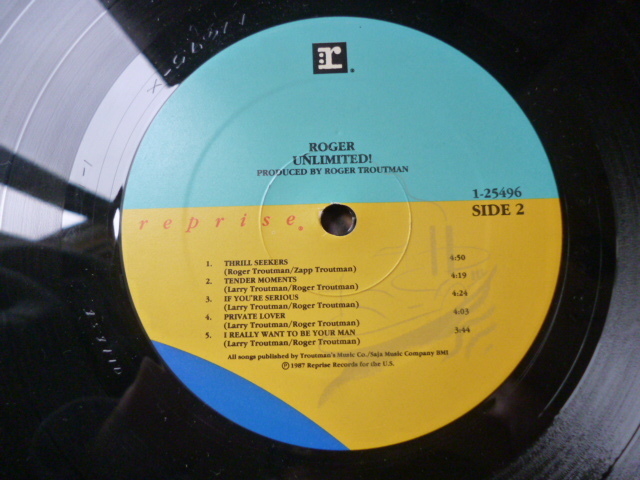 r
ROGER
UNLIMITED!
PRODUCED BY ROGER TROUTMAN
1-25496
SIDE 2
reprise
1. THRILL SEEKERS 4:50
(Roger Troutman/Zapp Troutman)
2. TENDER MOMENTS 4:19
(Larry Troutman/Roger Troutman)
3. IF YOU'RE SERIOUS 4:24
(Larry Troutman/Roger Troutman)
4. PRIVATE LOVER 4:03
(Larry Troutman/Roger Troutman)
5. I REALLY WANT TO BE YOUR MAN 3:44
(Larry Troutman/Roger Troutman)
All songs published by Troutman's Music Co./Saja Music Company BMI
℗ 1987 Reprise Records for the U.S.